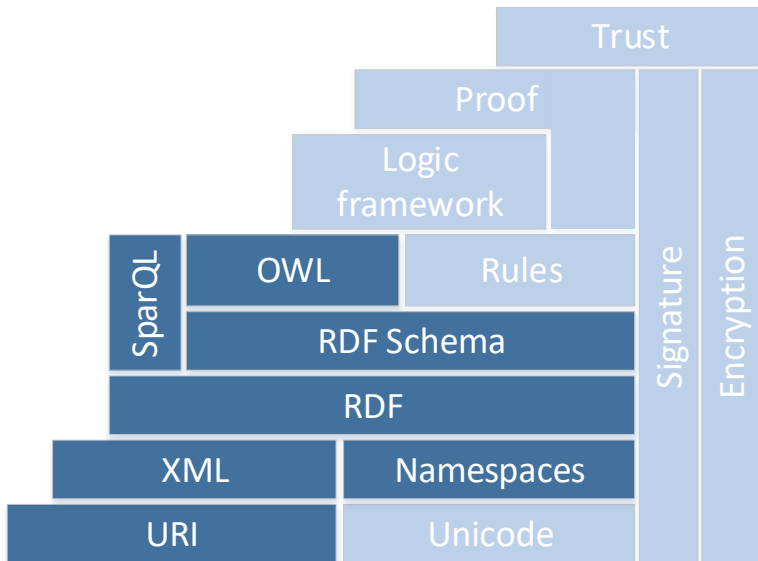 Trust
Proof
Logic
framework
SparQL
OWL
Rules
RDF Schema
RDF
XML
Namespaces
URI
Unicode
Signature
Encryption